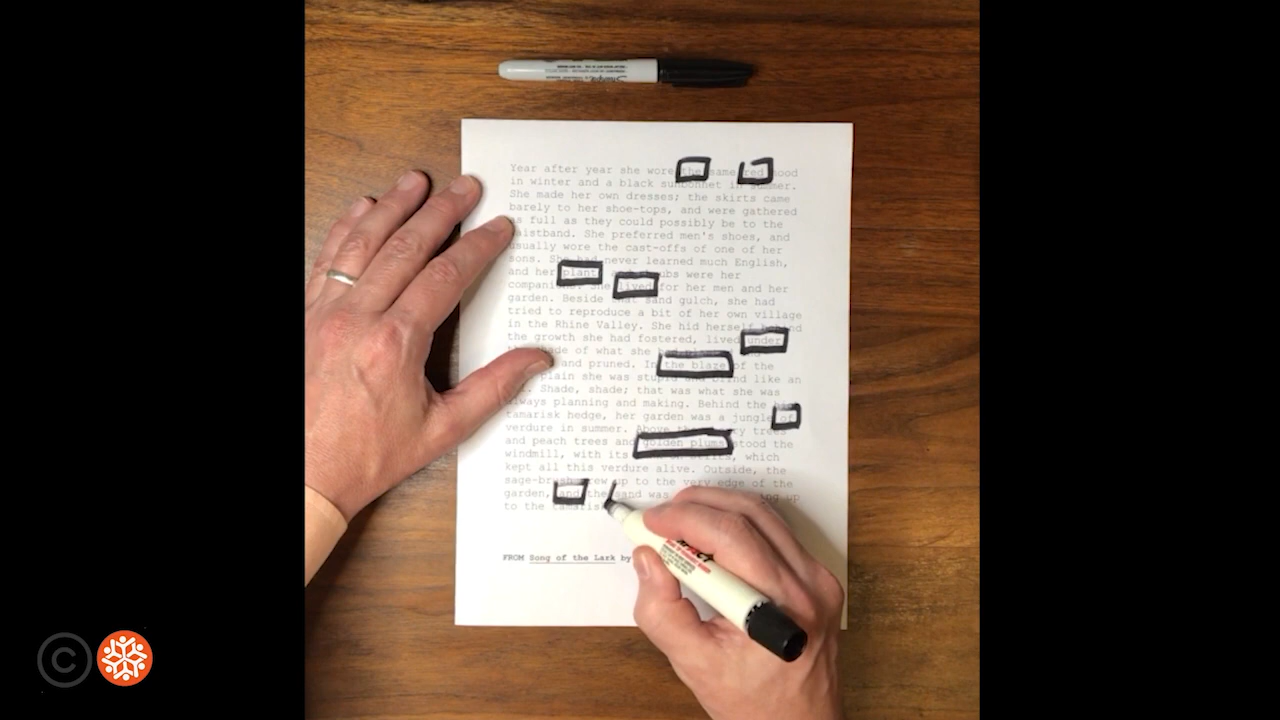 Year after year she wore the same red hood
in winter and a black sunbonnet in summer.
She made her own dresses; the skirts came
barely to her shoe-tops, and were gathered
as full as they could possibly be to the
waistband. She preferred men's shoes, and
usually wore the cast-offs of one of her
sons. She had never learned much English,
and her plants and shrubs were her
companions. She lived for her men and her
garden. Beside that sand gulch, she had
tried to reproduce a bit of her own village
in the Rhine Valley. She hid herself behind
the growth she had fostered, lived under
the shade of what she
and pruned. In the blaze of the
plain she was stupid and blind like an
Shade, shade; that was what she was
always planning and making. Behind the high
tamarisk hedge, her garden was a jungle of
verdure in summer. Above the trees
and peach trees and golden plums stood the
windmill, with its on stilts, which
kept all this verdure alive. Outside, the
sage-brush grew up to the very edge of the
garden, and the sand was up
to the tamarisks
FROM Song of the Lark by
Sharpie
©